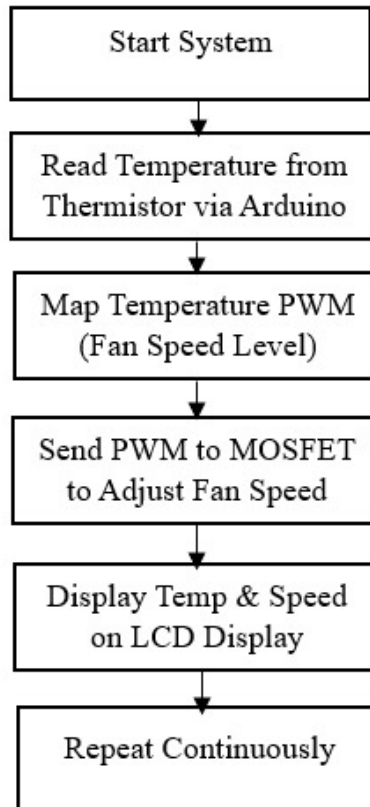 Start System
Read Temperature from
Thermistor via Arduino
Map Temperature PWM
(Fan Speed Level)
Send PWM to MOSFET
to Adjust Fan Speed
Display Temp & Speed
on LCD Display
Repeat Continuously